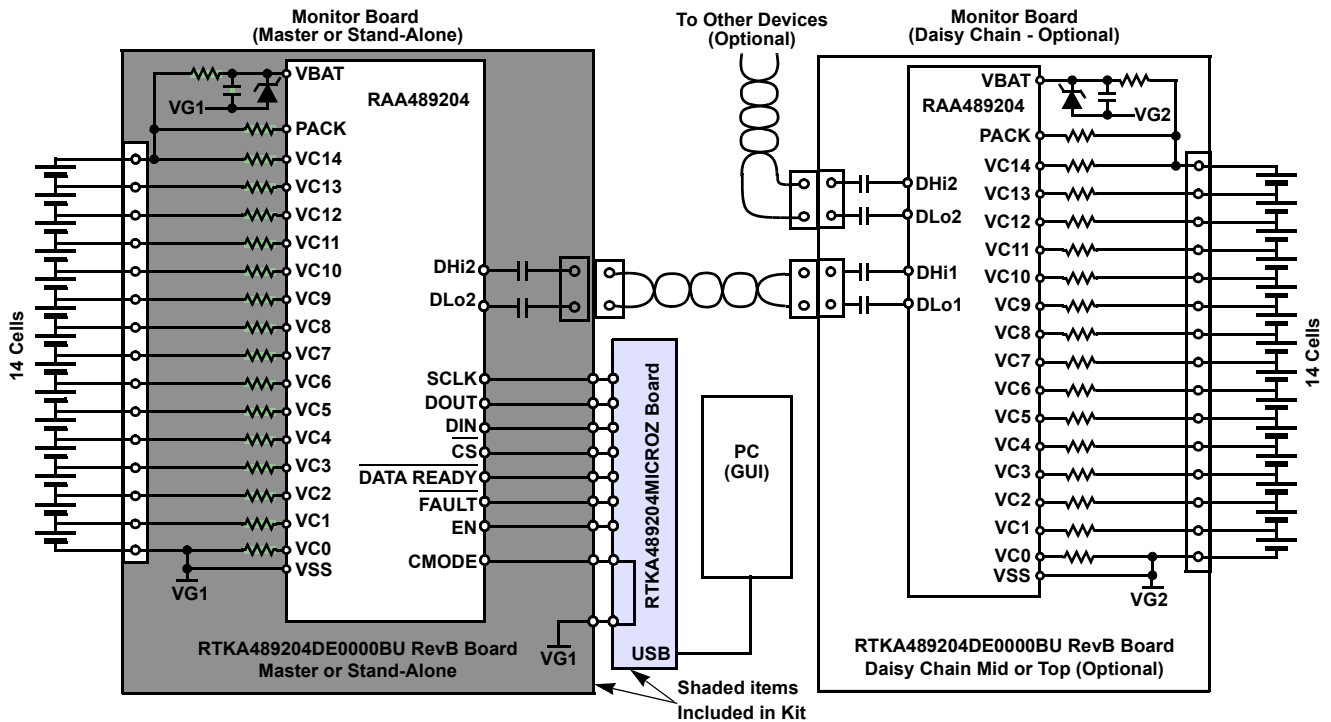 Monitor Board
(Master or Stand-Alone)
To Other Devices
(Optional)
Monitor Board
(Daisy Chain - Optional)
VBAT
VG1
RAA489204
PACK
VC14
VC13
VC12
VC11
VC10
VC9
VC8
VC7
VC6
VC5
VC4
VC3
VC2
VC1
VC0
VSS
VG1
14 Cells
DHi2
DLo2
SCLK
DOUT
DIN
CS
DATA READY
FAULT
EN
CMODE
VG1
RTKA489204DE0000BU RevB Board
Master or Stand-Alone
RTKA489204MICROZ Board
USB
PC
(GUI)
Shaded items
Included in Kit
VBAT
RAA489204
VG2
PACK
VC14
VC13
VC12
VC11
VC10
VC9
VC8
VC7
VC6
VC5
VC4
VC3
VC2
VC1
VC0
VSS
VG2
DHi2
DLo2
DHi1
DLo1
14 Cells
RTKA489204DE0000BU RevB Board
Daisy Chain Mid or Top (Optional)